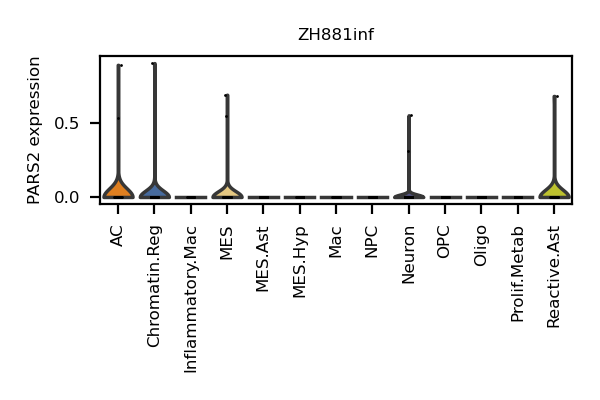 ZH881inf
PARS2 expression
0.5
0.0
AC
Chromatin.Reg
Inflammatory.Mac
MES
MES.Ast
MES.Hyp
Mac
NPC
Neuron
OPC
Oligo
Prolif.Metab
Reactive.Ast